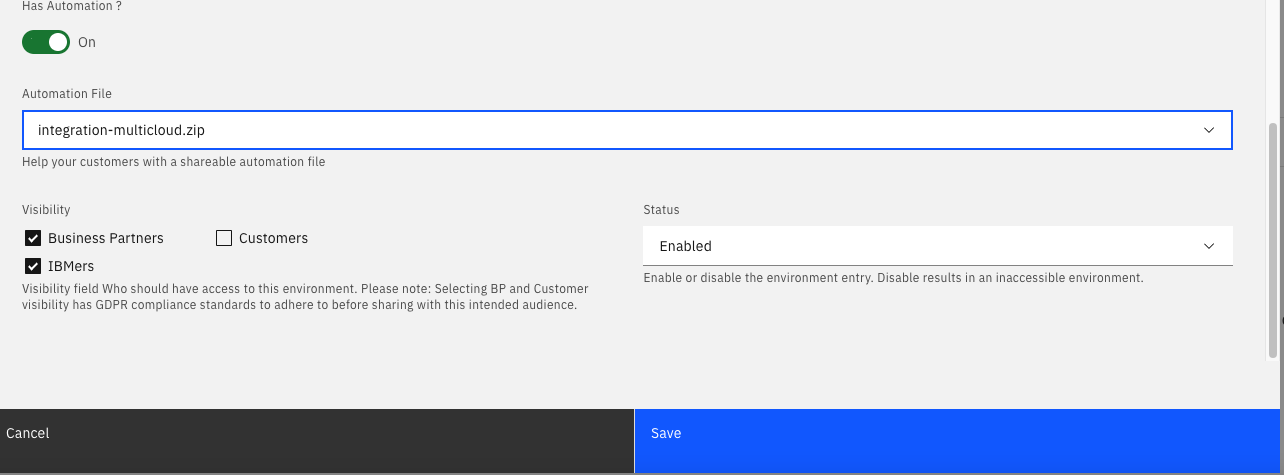 Has Automation ?
On
Automation File
integration-multicloud.zip
Help your customers with a shareable automation file
Visibility
Business Partners
Customers
IBMers
Visibility field Who should have access to this environment. Please note: Selecting BP and Customer
visibility has GDPR compliance standards to adhere to before sharing with this intended audience.
Status
Enabled
Enable or disable the environment entry. Disable results in an inaccessible environment.
Cancel
Save